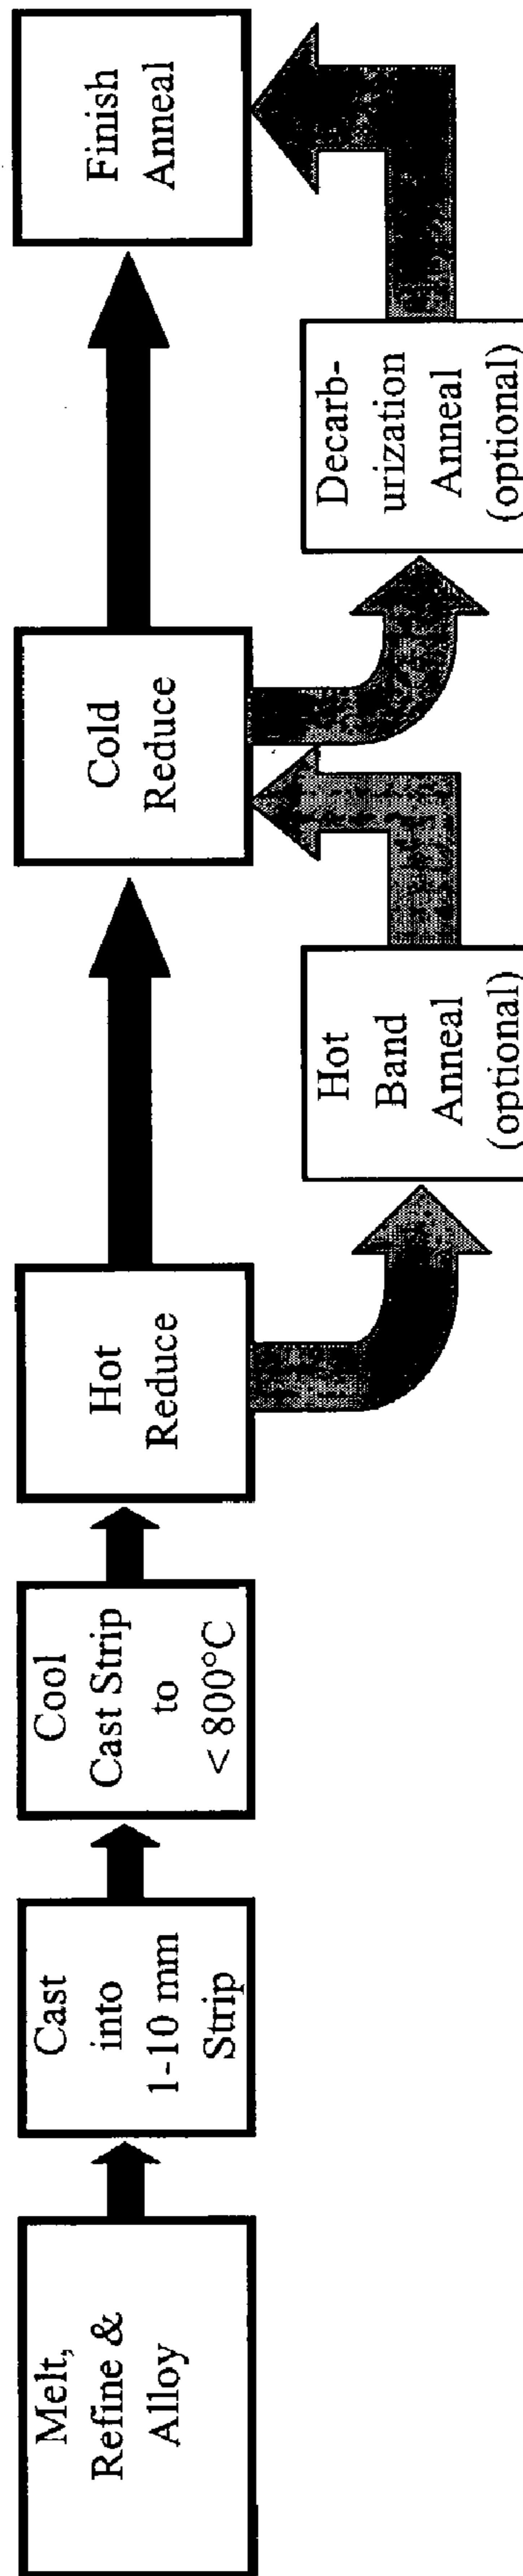 Melt,
Refine &
Alloy
Cast
into
1-10 mm
Strip
Cool
Cast Strip
to
< 800°C
Hot
Reduce
Hot
Band
Anneal
(optional)
Cold
Reduce
Decarb-
urization
Anneal
(optional)
Finish
Anneal